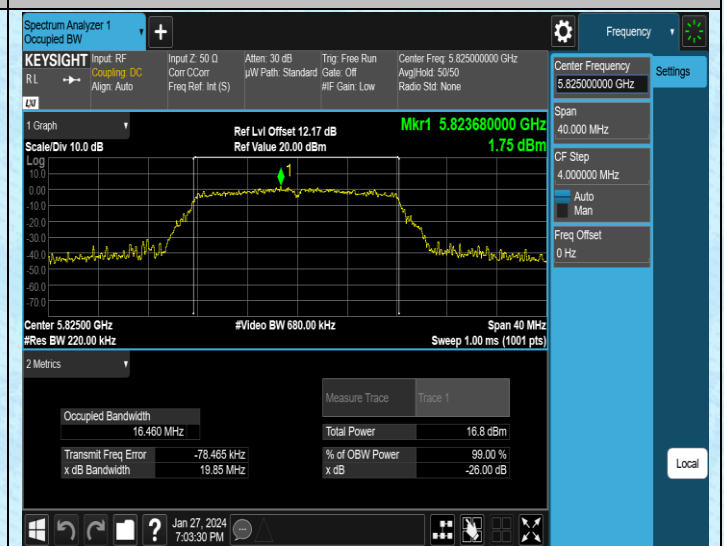 Spectrum Analyzer 1
Occupied BW
Frequency
KEYSIGHT
RL
LXI
Input: RF
Coupling: DC
Align: Auto
Input Z: 50 Ω
Corr CCorr
Freq Ref: Int (S)
Atten: 30 dB
µW Path: Standard
Trig: Free Run
Gate: Off
#IF Gain: Low
Center Freq: 5.825000000 GHz
Avg|Hold: 50/50
Radio Std: None
Center Frequency
5.825000000 GHz
Settings
Span
40.000 MHz
CF Step
4.000000 MHz
Auto
Man
Freq Offset
0 Hz
1 Graph
Scale/Div 10.0 dB
Ref Lvl Offset 12.17 dB
Ref Value 20.00 dBm
Mkr1 5.823680000 GHz
1.75 dBm
Log
10.0
0.00
-10.0
-20.0
-30.0
-40.0
-50.0
-60.0
-70.0
1
Center 5.82500 GHz
#Res BW 220.00 kHz
#Video BW 680.00 kHz
Span 40 MHz
Sweep 1.00 ms (1001 pts)
2 Metrics
Measure Trace Trace 1
Occupied Bandwidth
16.460 MHz
Total Power 16.8 dBm
Transmit Freq Error -78.465 kHz
x dB Bandwidth 19.85 MHz
% of OBW Power 99.00 %
x dB -26.00 dB
Local
?
Jan 27, 2024
7:03:30 PM